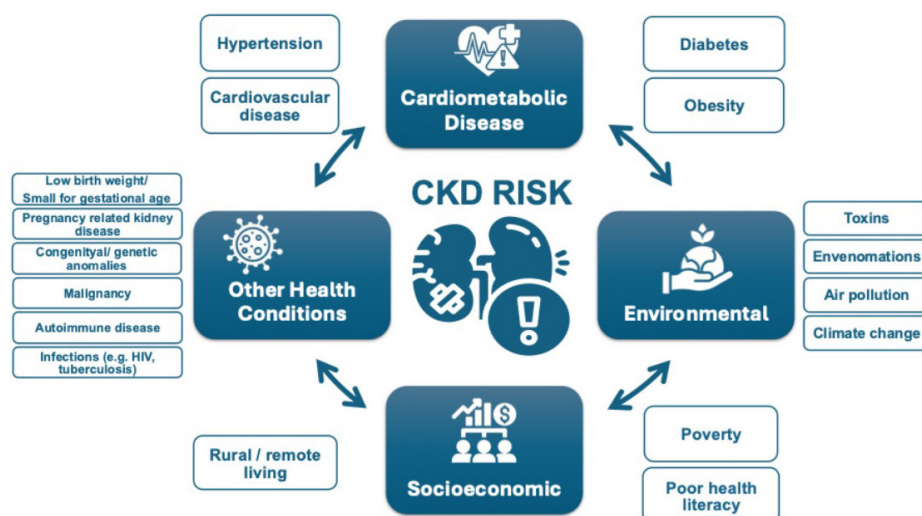 Hypertension
Cardiovascular
disease
Cardiometabolic
Disease
Diabetes
Obesity
CKD RISK
Low birth weight/
Small for gestational age
Pregnancy related kidney
disease
Congenityal/ genetic
anomalies
Malignancy
Autoimmune disease
Infections (e.g. HIV,
tuberculosis)
Other Health
Conditions
Environmental
Toxins
Envenomations
Air pollution
Climate change
Rural / remote
living
Socioeconomic
Poverty
Poor health
literacy